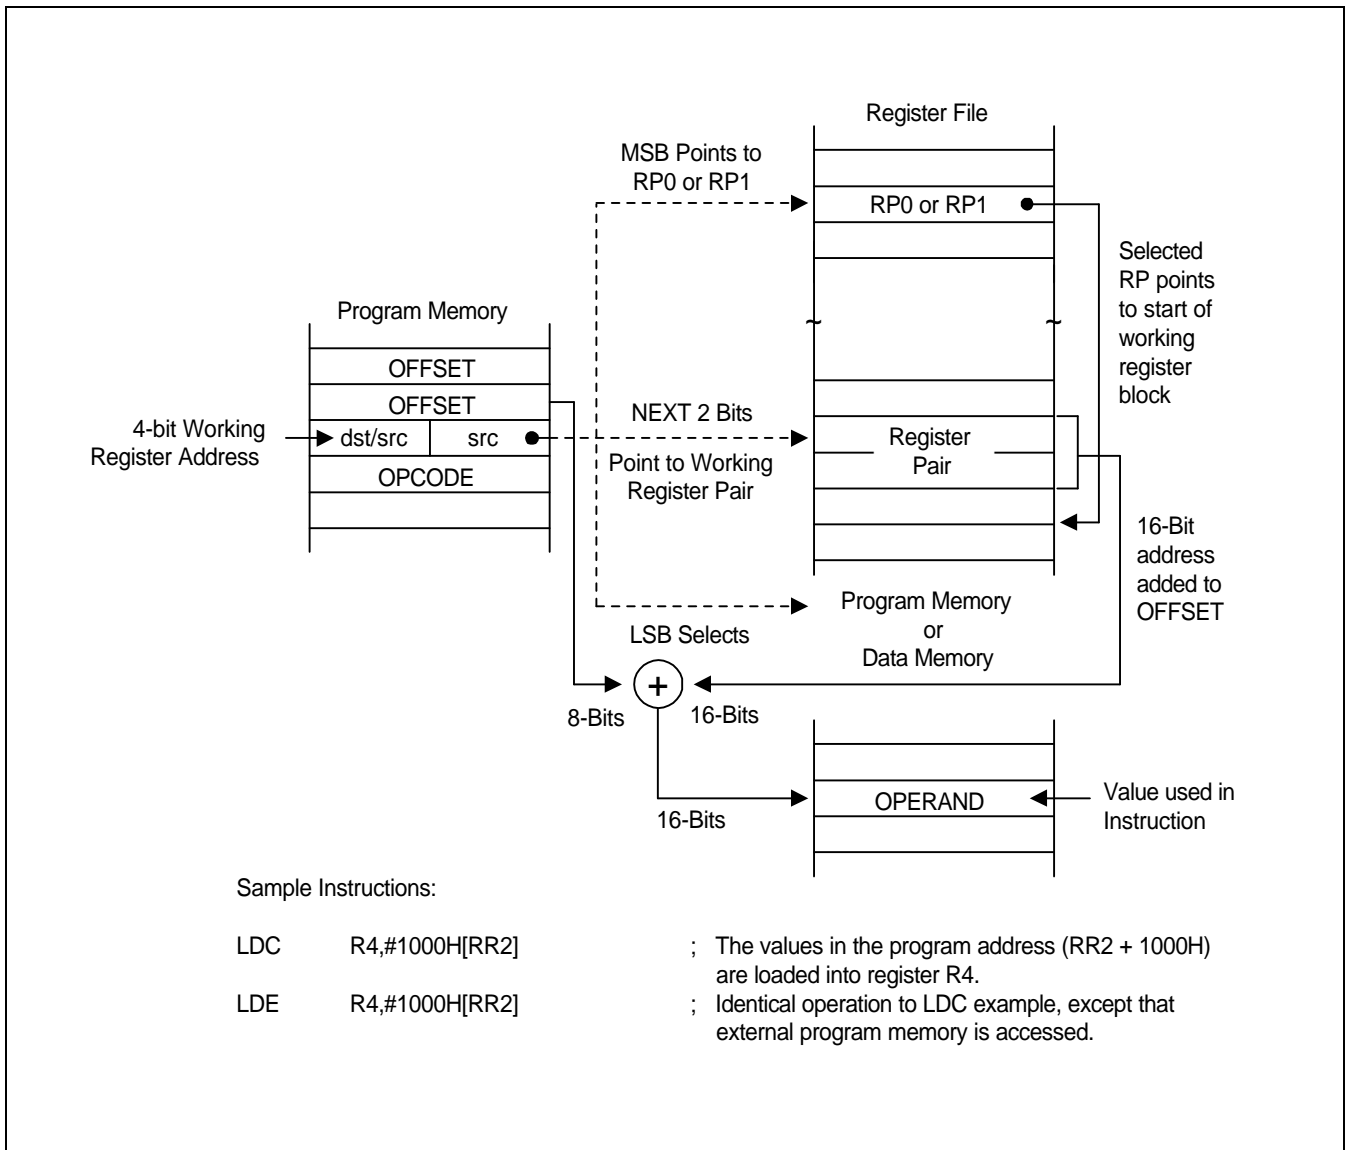 Register File
MSB Points to
RP0 or RP1
RP0 or RP1
Selected
RP points
to start of
working
register
block
~
~
Program Memory
OFFSET
OFFSET
4-bit Working
Register Address
dst/src
src
OPCODE
NEXT 2 Bits
Point to Working
Register Pair
Register
Pair
16-Bit
address
added to
OFFSET
Program Memory
or
Data Memory
LSB Selects
+
8-Bits
16-Bits
16-Bits
OPERAND
Value used in
Instruction
Sample Instructions:
LDC R4,#1000H[RR2] ; The values in the program address (RR2 + 1000H)
are loaded into register R4.
LDE R4,#1000H[RR2] ; Identical operation to LDC example, except that
external program memory is accessed.